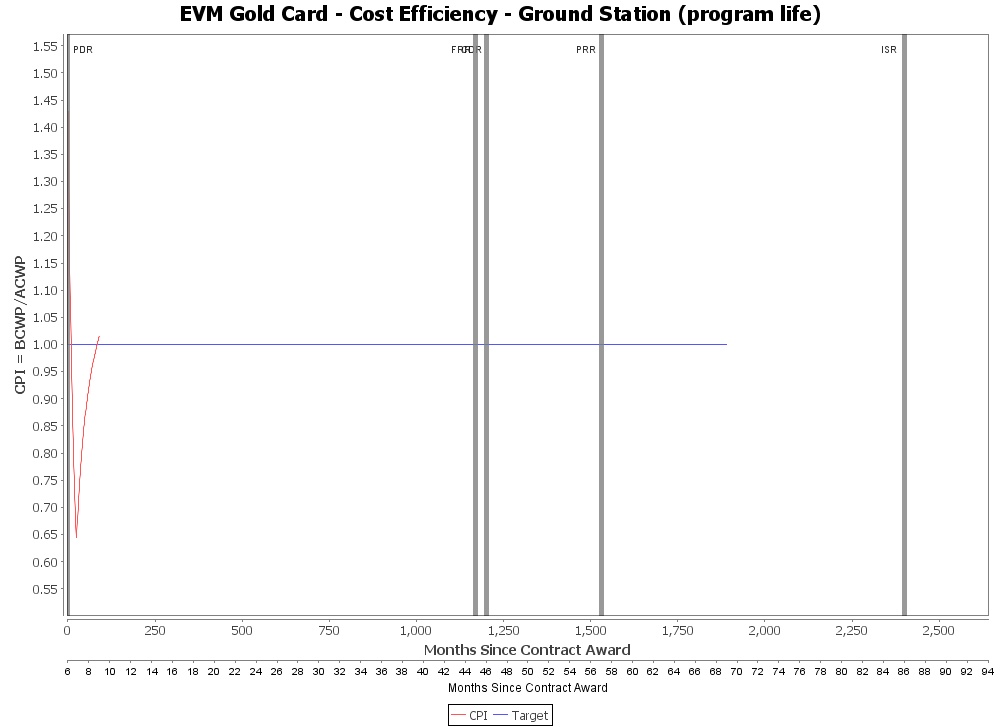 EVM Gold Card - Cost Efficiency - Ground Station (program life)
PDR FRR CDR PRR ISR
CPI = BCWP/ACWP
1.55
1.50
1.45
1.40
1.35
1.30
1.25
1.20
1.15
1.10
1.05
1.00
0.95
0.90
0.85
0.80
0.75
0.70
0.65
0.60
0.55
0 250 500 750 1,000 1,250 1,500 1,750 2,000 2,250 2,500
Months Since Contract Award
6 8 10 12 14 16 18 20 22 24 26 28 30 32 34 36 38 40 42 44 46 48 50 52 54 56 58 60 62 64 66 68 70 72 74 76 78 80 82 84 86 88 90 92 94
Months Since Contract Award
CPI Target